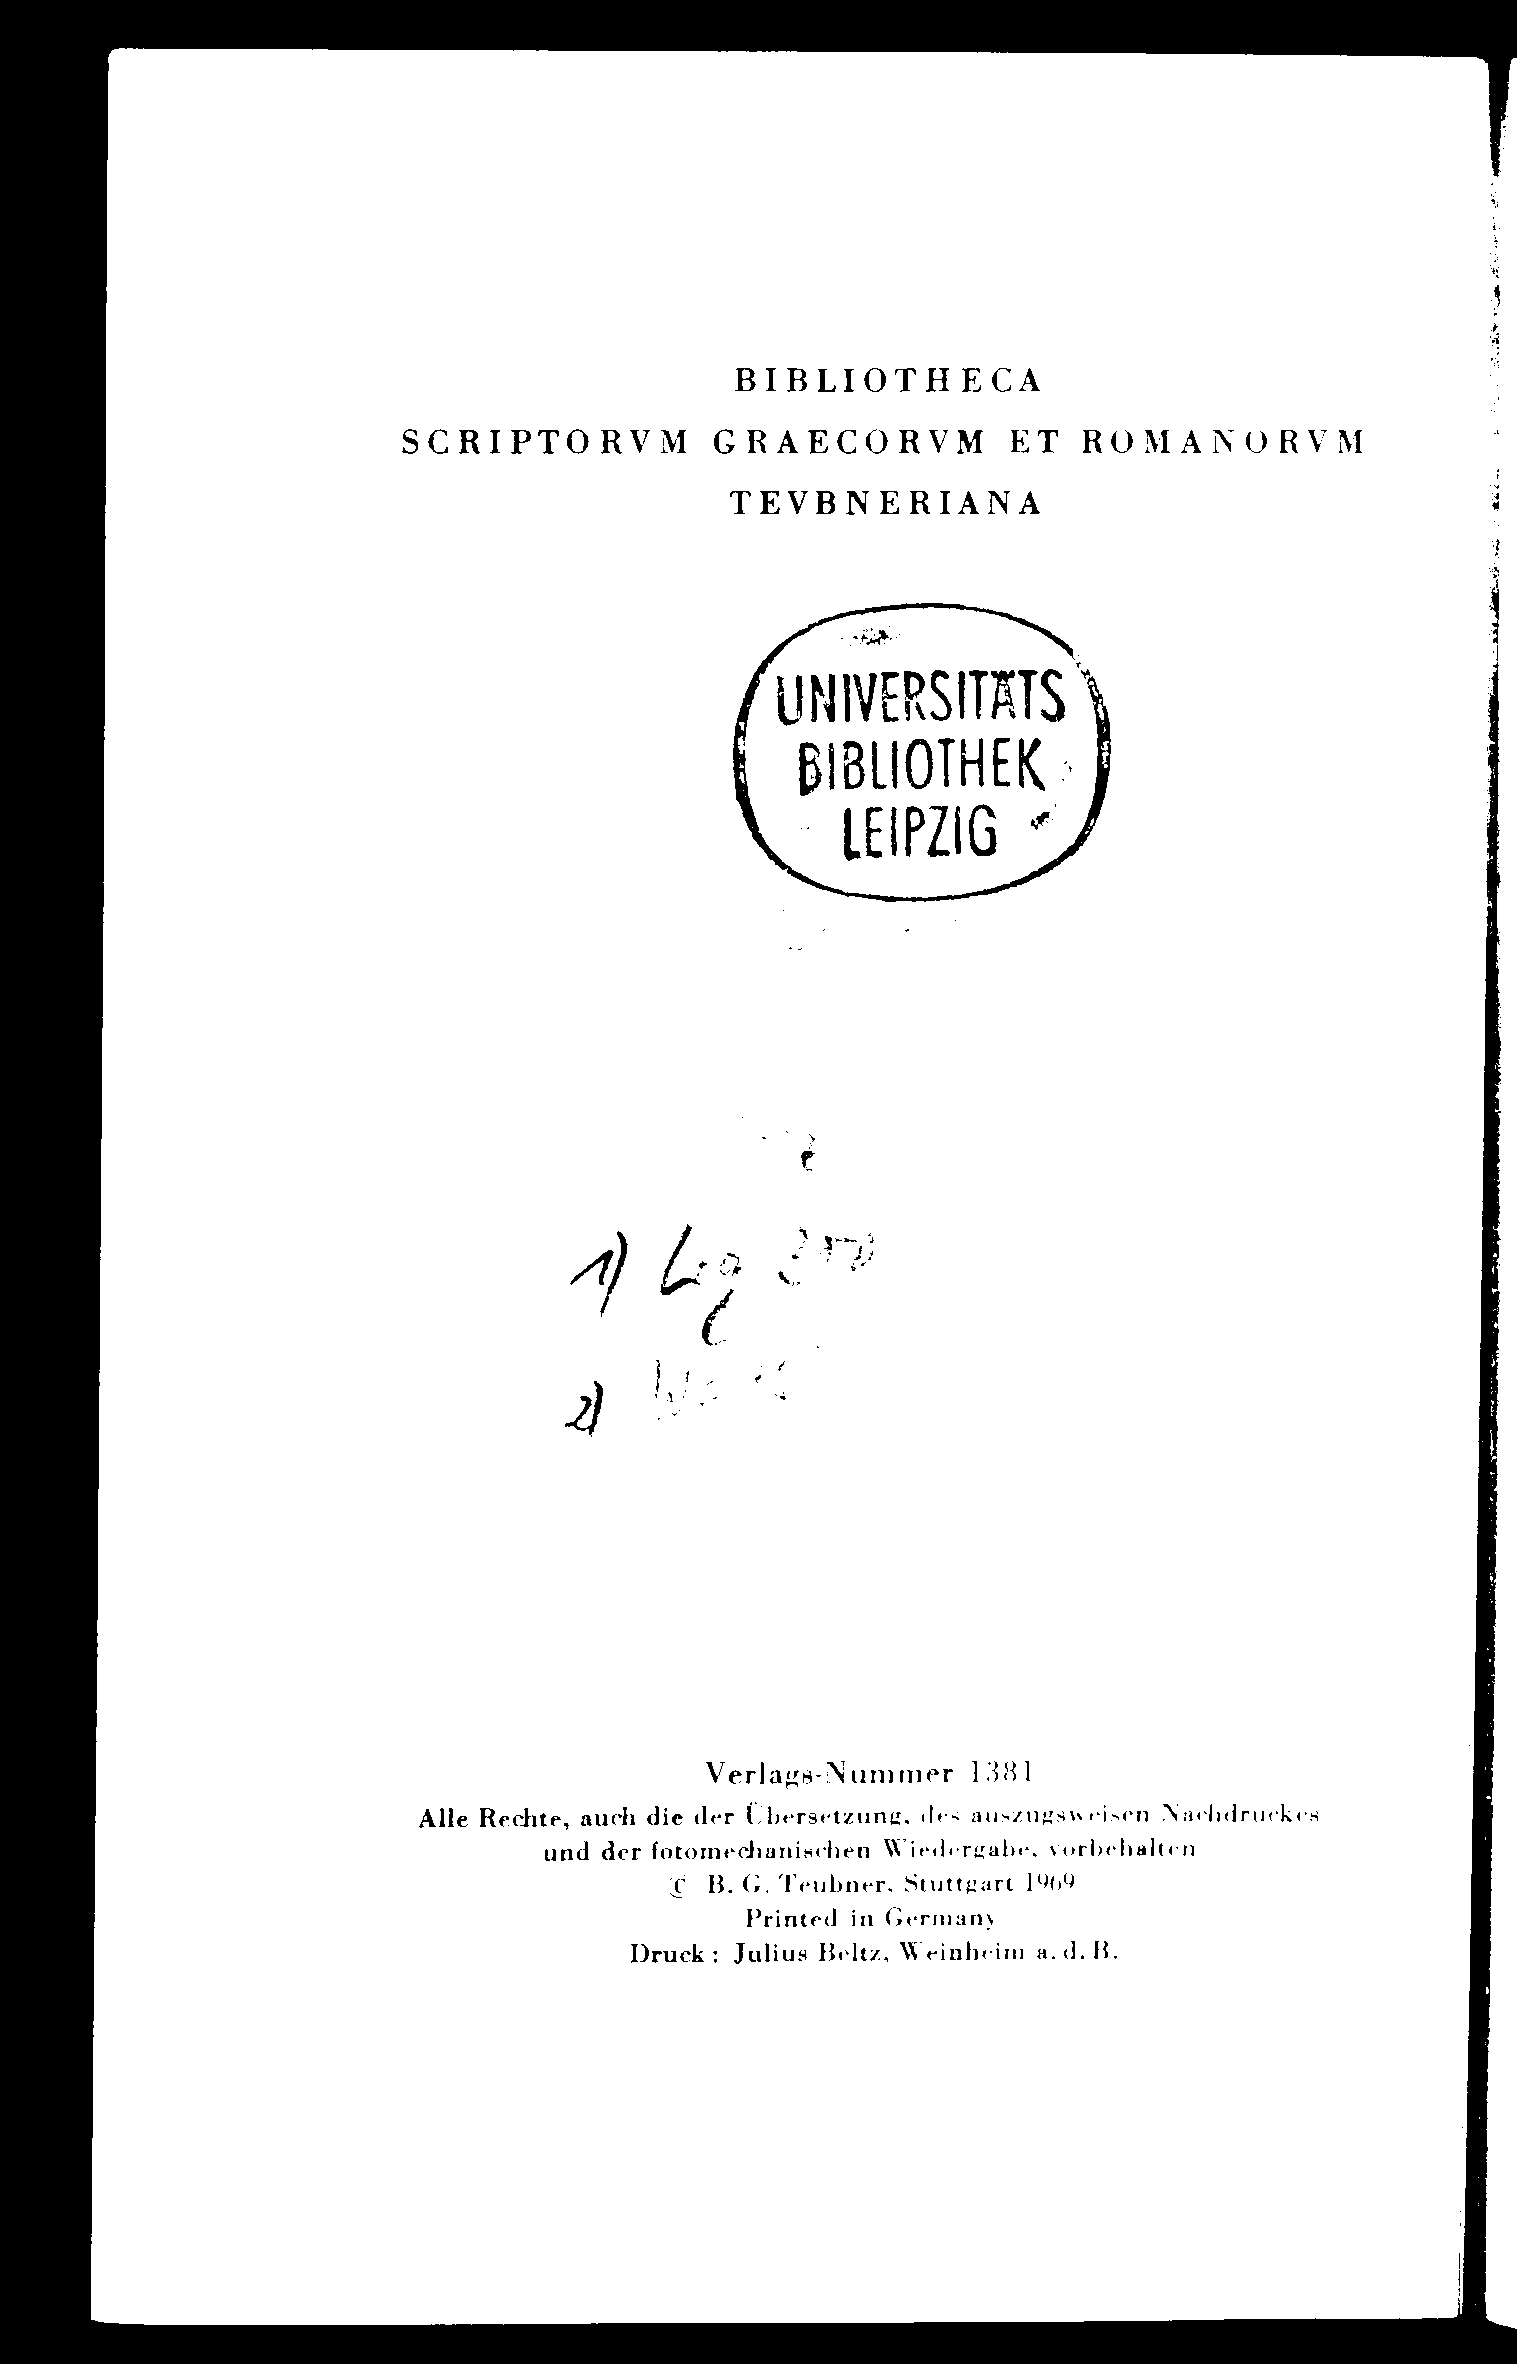 BIBLIOTHECA
SCRIPTORVM GRAECORVM ET ROMANORVM
TEVBNERIANA
UNIVERSITÄTS
BIBLIOTHEK
LEIPZIG
1)
2)
Verlags-Nummer 1381
Alle Rechte, auch die der Übersetzung, des auszugsweisen Nachdruckes
und der fotomechanischen Wiedergabe, vorbehalten
© B. G. Teubner, Stuttgart 1969
Printed in Germany
Druck: Julius Beltz, Weinheim a. d. B.